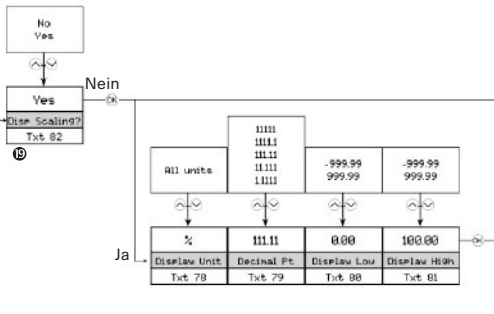 No
Yes
Nein
Yes
OK
Disp Scaling?
Txt 82
19
11111
1111.1
111.11
11.111
1.1111
All units
-999.99
999.99
-999.99
999.99
Ja
%
111.11
0.00
100.00
OK
Display Unit
Decimal Pt
Display Low
Display High
Txt 78
Txt 79
Txt 80
Txt 81